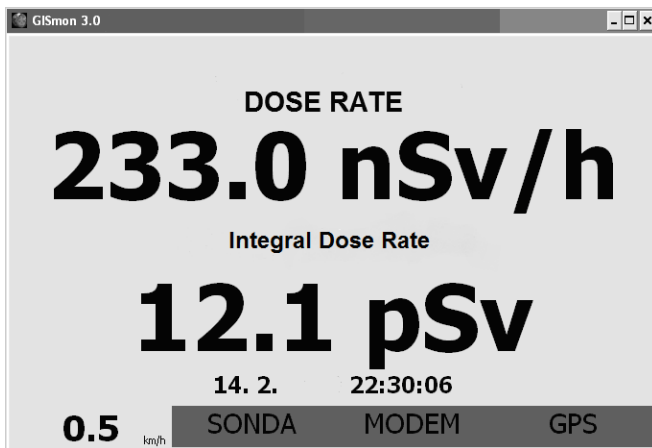 GISmon 3.0
DOSE RATE
233.0 nSv/h
Integral Dose Rate
12.1 pSv
14. 2. 22:30:06
0.5 km/h SONDA MODEM GPS